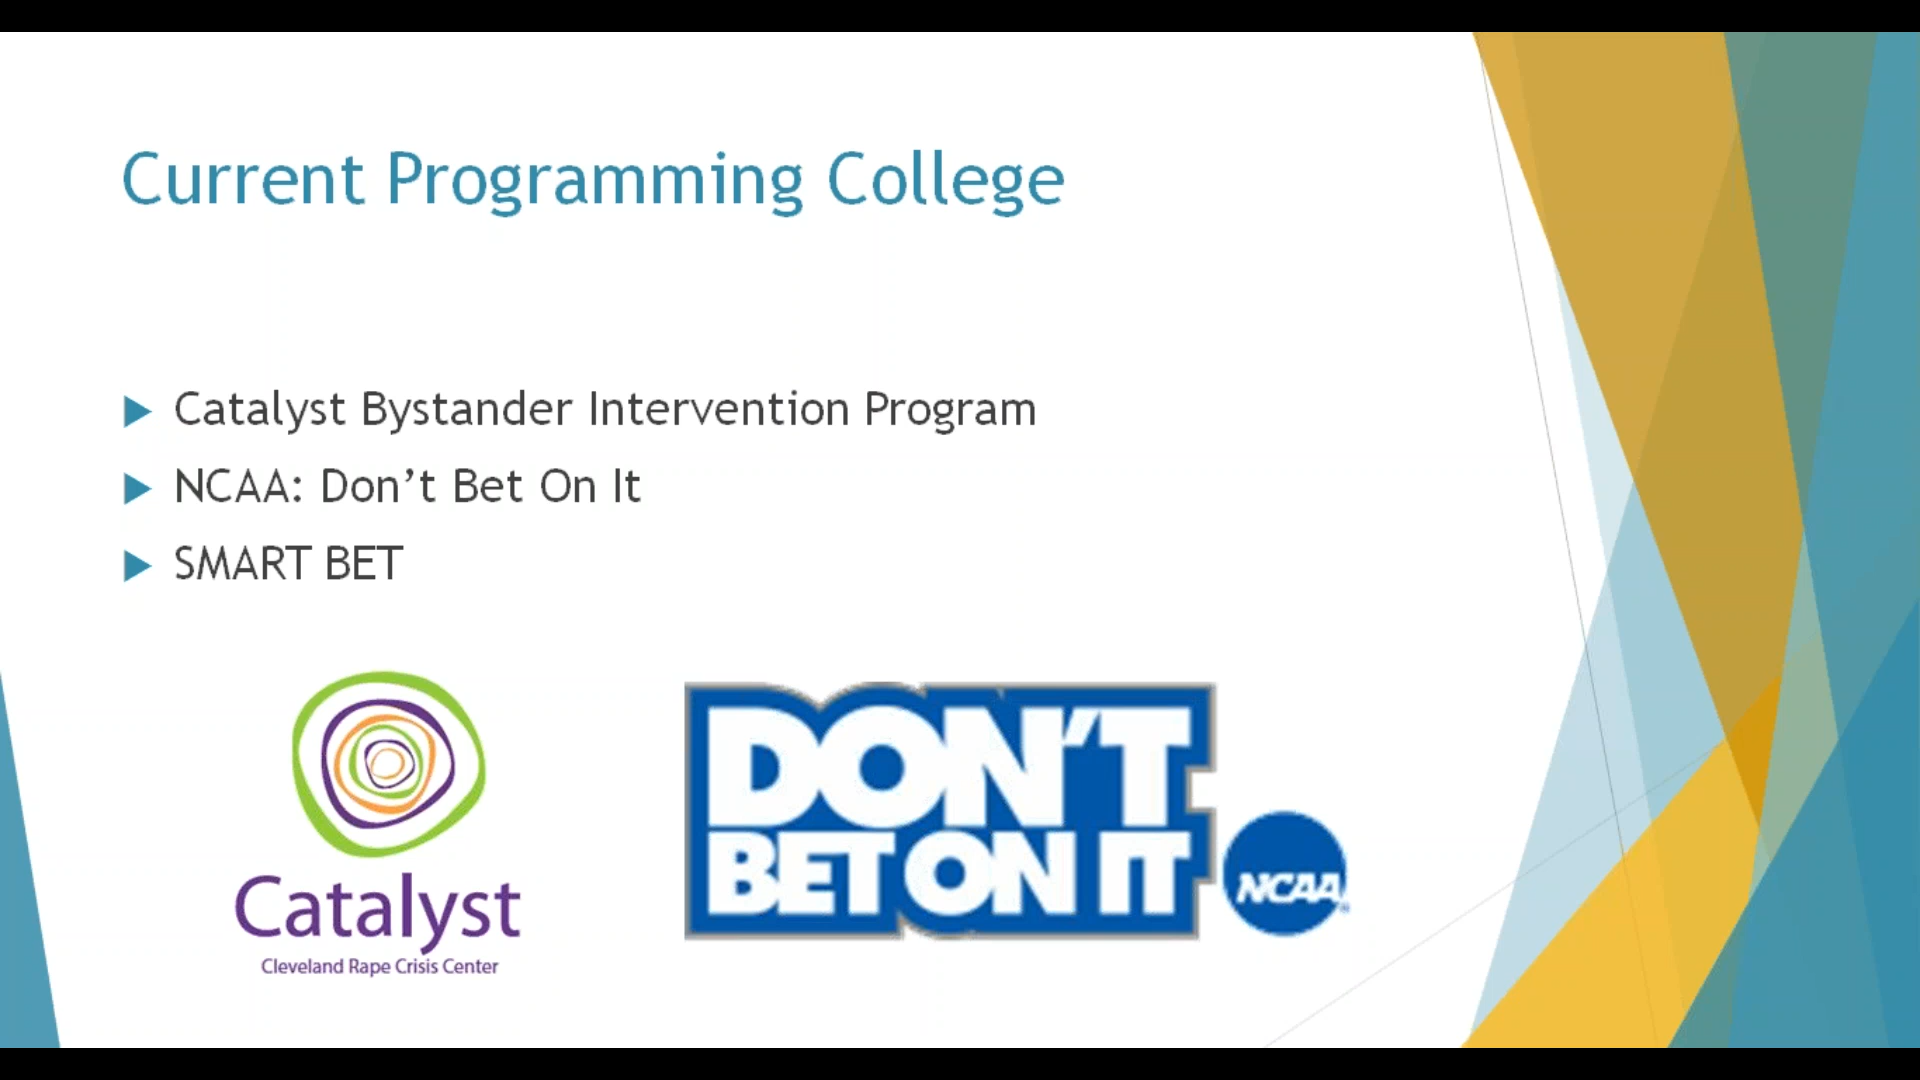 Current Programming College
Catalyst Bystander Intervention Program
NCAA: Don’t Bet On It
SMART BET
Catalyst
Cleveland Rape Crisis Center
DON'T
BET ON IT
NCAA